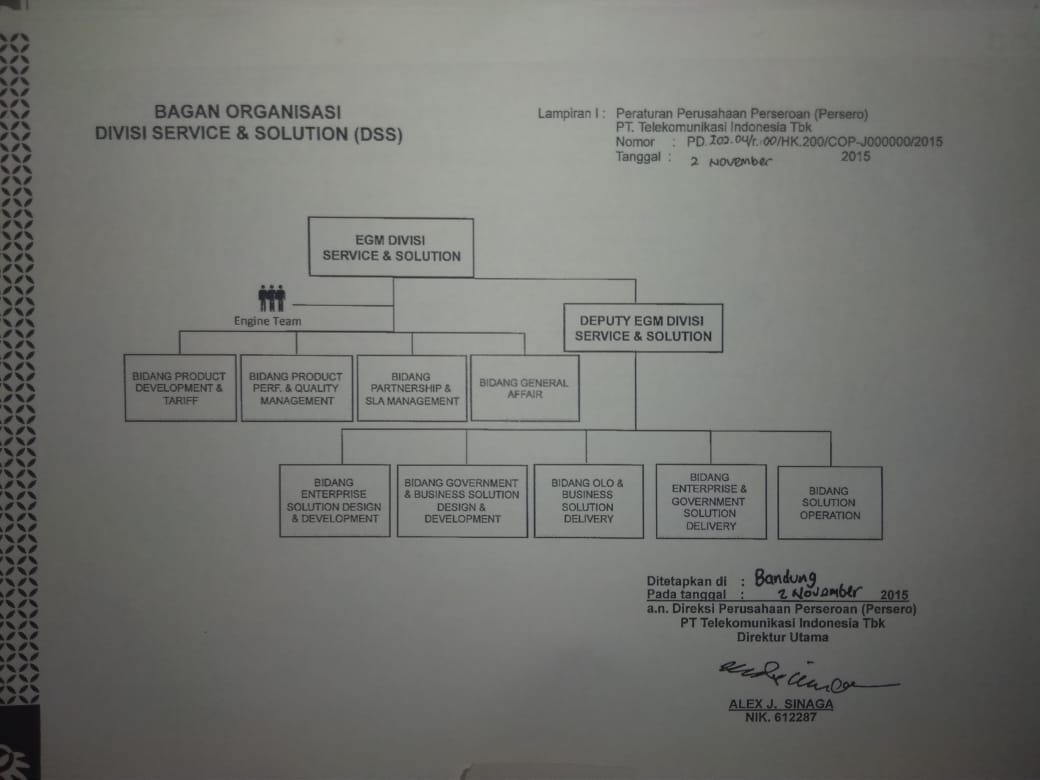 BAGAN ORGANISASI
DIVISI SERVICE & SOLUTION (DSS)
Lampiran I : Peraturan Perusahaan Perseroan (Persero)
PT. Telekomunikasi Indonesia Tbk
Nomor : PD.202.04/r.00/HK.200/COP-J000000/2015
Tanggal : 2 November 2015
EGM DIVISI
SERVICE & SOLUTION
Engine Team
DEPUTY EGM DIVISI
SERVICE & SOLUTION
BIDANG PRODUCT
DEVELOPMENT &
TARIFF
BIDANG PRODUCT
PERF. & QUALITY
MANAGEMENT
BIDANG
PARTNERSHIP &
SLA MANAGEMENT
BIDANG GENERAL
AFFAIR
BIDANG
ENTERPRISE
SOLUTION DESIGN
& DEVELOPMENT
BIDANG GOVERNMENT
& BUSINESS SOLUTION
DESIGN &
DEVELOPMENT
BIDANG OLO &
BUSINESS
SOLUTION
DELIVERY
BIDANG
ENTERPRISE &
GOVERNMENT
SOLUTION
DELIVERY
BIDANG
SOLUTION
OPERATION
Ditetapkan di : Bandung
Pada tanggal : 2 November 2015
a.n. Direksi Perusahaan Perseroan (Persero)
PT Telekomunikasi Indonesia Tbk
Direktur Utama
ALEX J. SINAGA
NIK. 612287